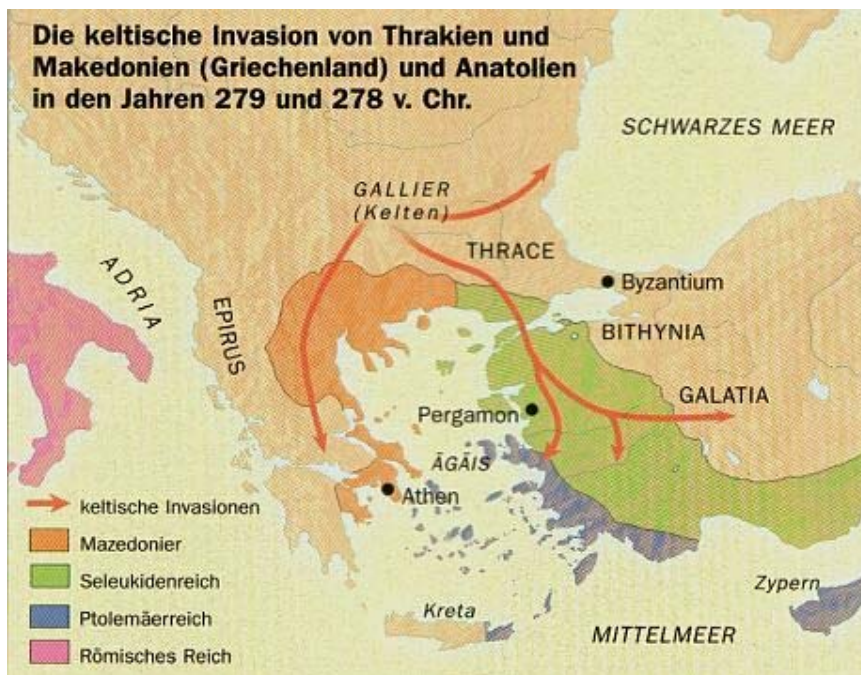 Die keltische Invasion von Thrakien und
Makedonien (Griechenland) und Anatolien
in den Jahren 279 und 278 v. Chr.
SCHWARZES MEER
GALLIER
(Kelten)
THRACE
ADRIA
Byzantium
EPIRUS
BITHYNIA
GALATIA
Pergamon
ÄGÄIS
Athen
keltische Invasionen
Mazedonier
Seleukidenreich
Zypern
Ptolemäerreich
Kreta
MITTELMEER
Römisches Reich